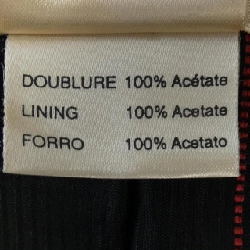 DOUBLURE 100% Acétate
LINING 100% Acetate
FORRO 100% Acetato